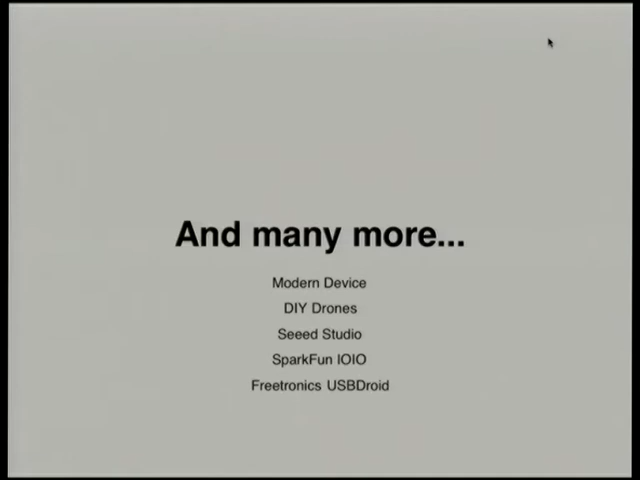 And many more...
Modern Device
DIY Drones
Seeed Studio
SparkFun IOIO
Freetronics USBDroid